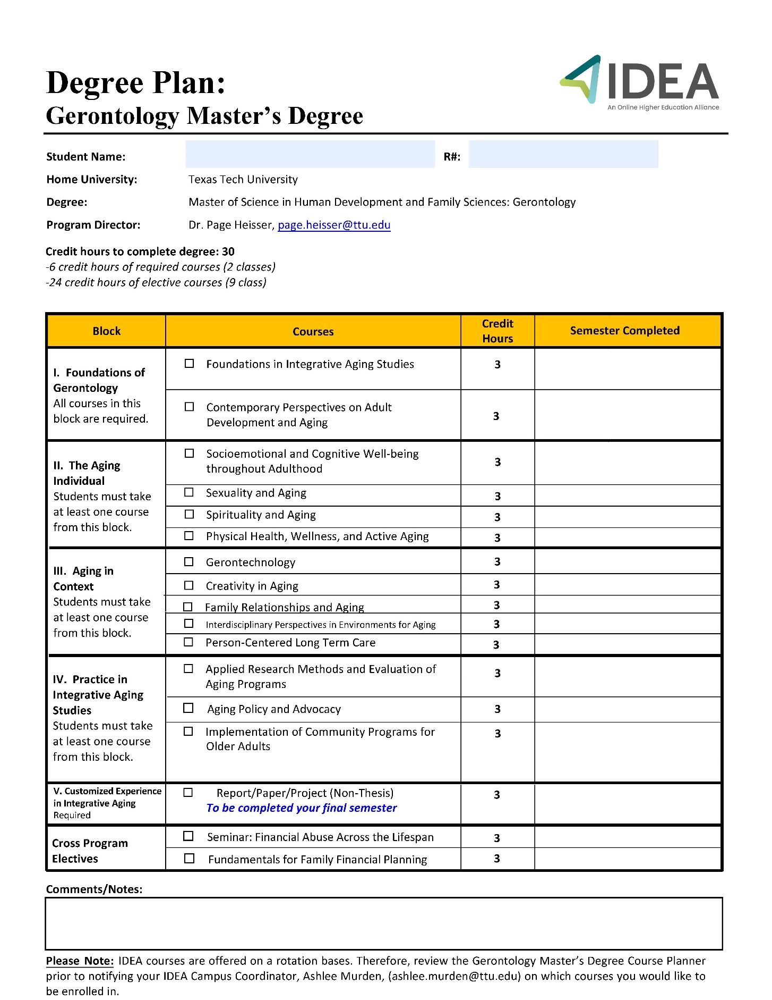 IDEA
An Online Higher Education Alliance
Degree Plan:
Gerontology Master's Degree
Student Name:
R#:
Home University: Texas Tech University
Degree: Master of Science in Human Development and Family Sciences: Gerontology
Program Director: Dr. Page Heisser, page.heisser@ttu.edu
Credit hours to complete degree: 30
-6 credit hours of required courses (2 classes)
-24 credit hours of elective courses (9 class)
Block
Courses
Credit
Hours
Semester Completed
I. Foundations of
Gerontology
All courses in this
block are required.
☐ Foundations in Integrative Aging Studies
3
☐ Contemporary Perspectives on Adult
Development and Aging
3
II. The Aging
Individual
Students must take
at least one course
from this block.
☐ Socioemotional and Cognitive Well-being
throughout Adulthood
3
☐ Sexuality and Aging
3
☐ Spirituality and Aging
3
☐ Physical Health, Wellness, and Active Aging
3
III. Aging in
Context
Students must take
at least one course
from this block.
☐ Gerontechnology
3
☐ Creativity in Aging
3
☐ Family Relationships and Aging
3
☐ Interdisciplinary Perspectives in Environments for Aging
3
☐ Person-Centered Long Term Care
3
IV. Practice in
Integrative Aging
Studies
Students must take
at least one course
from this block.
☐ Applied Research Methods and Evaluation of
Aging Programs
3
☐ Aging Policy and Advocacy
3
☐ Implementation of Community Programs for
Older Adults
3
V. Customized Experience
in Integrative Aging
Required
☐ Report/Paper/Project (Non-Thesis)
To be completed your final semester
3
Cross Program
Electives
☐ Seminar: Financial Abuse Across the Lifespan
3
☐ Fundamentals for Family Financial Planning
3
Comments/Notes:
Please Note: IDEA courses are offered on a rotation bases. Therefore, review the Gerontology Master's Degree Course Planner
prior to notifying your IDEA Campus Coordinator, Ashlee Murden, (ashlee.murden@ttu.edu) on which courses you would like to
be enrolled in.